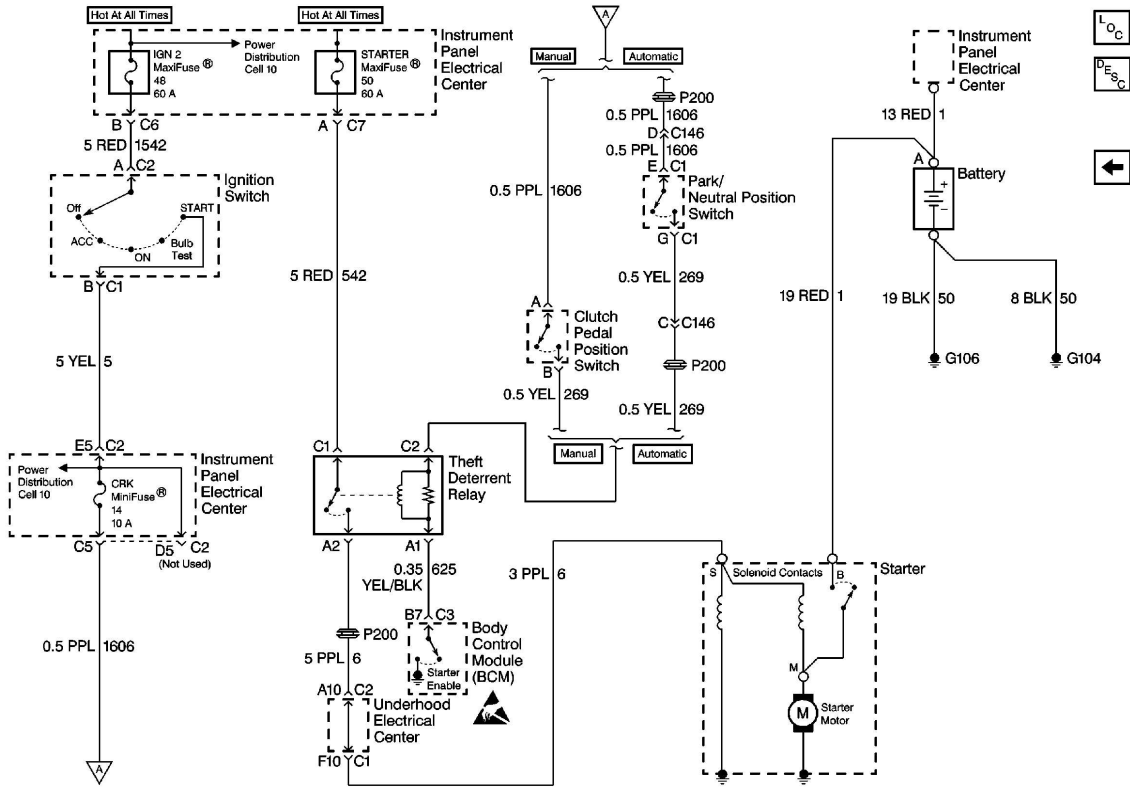 Hot At All Times
Hot At All Times
IGN 2
MaxiFuse ®
48
60 A
Power
Distribution
Cell 10
STARTER
MaxiFuse ®
50
60 A
Instrument
Panel
Electrical
Center
B C6
A C7
5 RED 1542
A C2
Ignition
Switch
Off
START
ACC
ON
Bulb
Test
B C1
5 YEL 5
5 RED 542
E5 C2
Power
Distribution
Cell 10
CRK
MiniFuse ®
14
10 A
Instrument
Panel
Electrical
Center
C5
D5 C2
(Not Used)
0.5 PPL 1606
A
A
Manual
Automatic
P200
0.5 PPL 1606
D C146
0.5 PPL 1606
E C1
Park/
Neutral Position
Switch
G C1
0.5 PPL 1606
0.5 YEL 269
A
Clutch
Pedal
Position
Switch
B
C C146
P200
0.5 YEL 269
0.5 YEL 269
Manual
Automatic
C1
C2
Theft
Deterrent
Relay
A2
A1
0.35 625
YEL/BLK
B7 C3
Body
Control
Module
(BCM)
Starter
Enable
P200
5 PPL 6
A10 C2
Underhood
Electrical
Center
F10 C1
3 PPL 6
Instrument
Panel
Electrical
Center
13 RED 1
A
Battery
+
−
19 RED 1
19 BLK 50
8 BLK 50
G106
G104
S
Solenoid Contacts
B
Starter
M
M
Starter
Motor
LOC
DESC